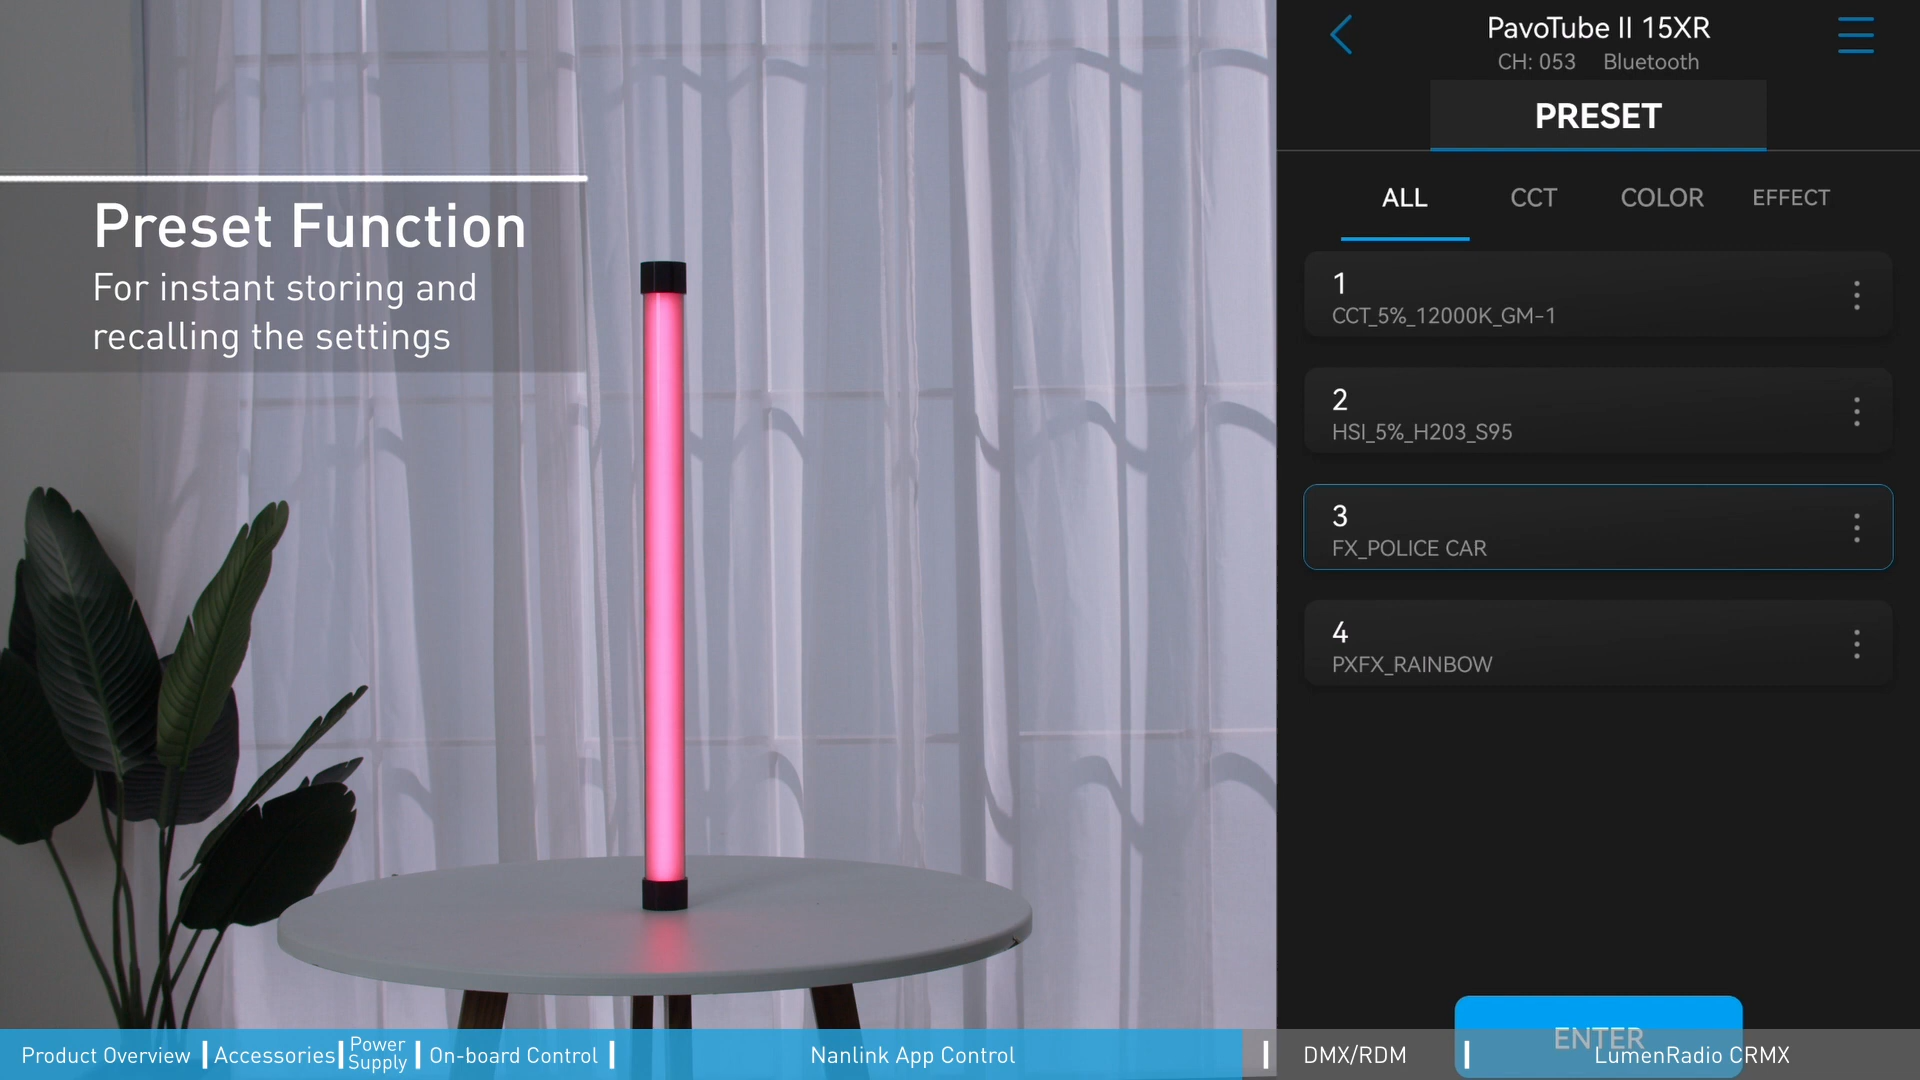 Preset Function
For instant storing and
recalling the settings
PavoTube II 15XR
CH: 053 Bluetooth
PRESET
ALL CCT COLOR EFFECT
1
CCT_5%_12000K_GM-1
2
HSI_5%_H203_S95
3
FX_POLICE CAR
4
PXFX_RAINBOW
ENTER
Product Overview
Accessories
Power
Supply
On-board Control
Nanlink App Control
DMX/RDM
LumenRadio CRMX